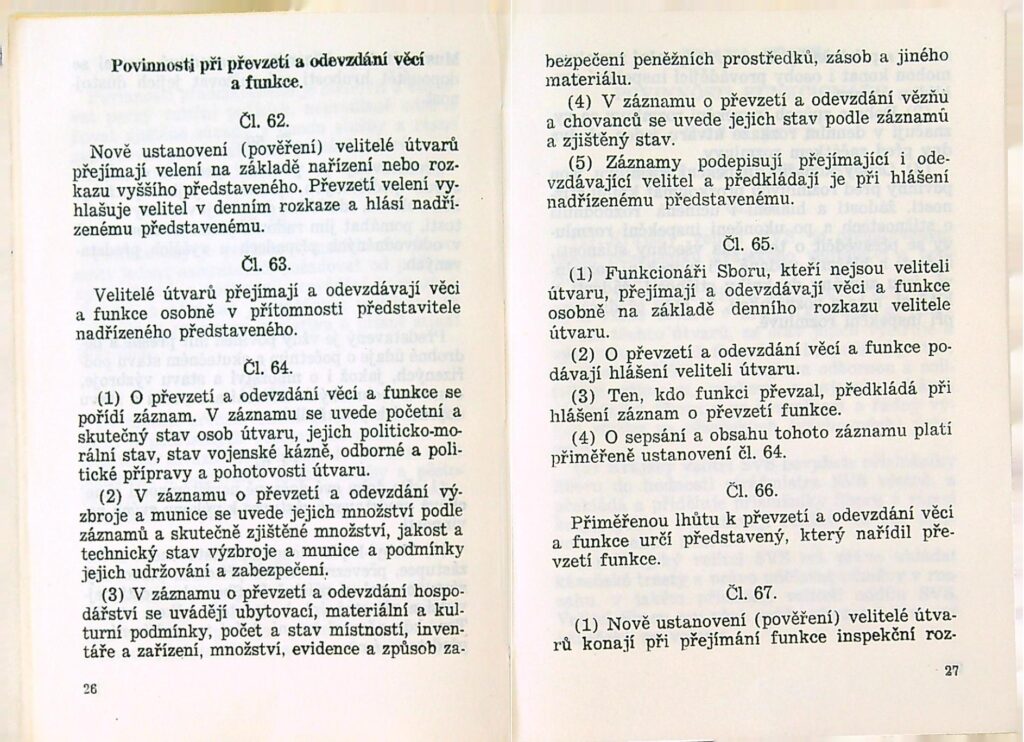 Povinnosti při převzetí a odevzdání věcí
a funkce.
Čl. 62.
Nově ustanovení (pověření) velitelé útvarů
přejímají velení na základě nařízení nebo roz-
kazu vyššího představeného. Převzetí velení vy-
hlašuje velitel v denním rozkaze a hlásí nadří-
zenému představenému.
Čl. 63.
Velitelé útvarů přejímají a odevzdávají věci
a funkce osobně v přítomnosti představitele
nadřízeného představeného.
Čl. 64.
(1) O převzetí a odevzdání věcí a funkce se
pořídí záznam. V záznamu se uvede početní a
skutečný stav osob útvaru, jejich politicko-mo-
rální stav, stav vojenské kázně, odborné a poli-
tické přípravy a pohotovosti útvaru.
(2) V záznamu o převzetí a odevzdání vý-
zbroje a munice se uvede jejich množství podle
záznamů a skutečně zjištěné množství, jakost a
technický stav výzbroje a munice a podmínky
jejich udržování a zabezpečení.
(3) V záznamu o převzetí a odevzdání hospo-
dářství se uvádějí ubytovací, materiální a kul-
turní podmínky, počet a stav místností, inven-
táře a zařízení, množství, evidence a způsob za-
26
bezpečení peněžních prostředků, zásob a jiného
materiálu.
(4) V záznamu o převzetí a odevzdání vězňů
a chovanců se uvede jejich stav podle záznamů
a zjištěný stav.
(5) Záznamy podepisují přejímající i ode-
vzdávající velitel a předkládají je při hlášení
nadřízenému představenému.
Čl. 65.
(1) Funkcionáři Sboru, kteří nejsou veliteli
útvaru, přejímají a odevzdávají věci a funkce
osobně na základě denního rozkazu velitele
útvaru.
(2) O převzetí a odevzdání věcí a funkce po-
dávají hlášení veliteli útvaru.
(3) Ten, kdo funkci převzal, předkládá při
hlášení záznam o převzetí funkce.
(4) O sepsání a obsahu tohoto záznamu platí
přiměřeně ustanovení čl. 64.
Čl. 66.
Přiměřenou lhůtu k převzetí a odevzdání věcí
a funkce určí představený, který nařídil pře-
vzetí funkce.
Čl. 67.
(1) Nově ustanovení (pověření) velitelé útva-
rů konají při přejímání funkce inspekční roz-
27